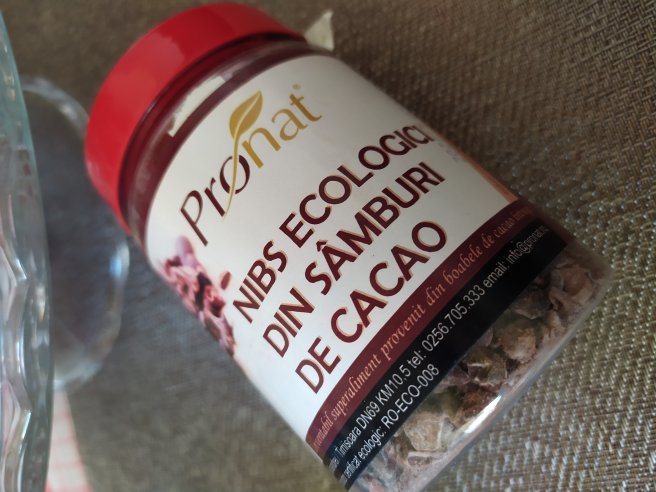 Pronat®
NIBS ECOLOGICI
DIN SÂMBURI
DE CACAO
superaliment provenit din boabele de cacao
Timisoara DN69 KM10,5 tel: 0256.705.333 email:
ecologic: RO-ECO-008